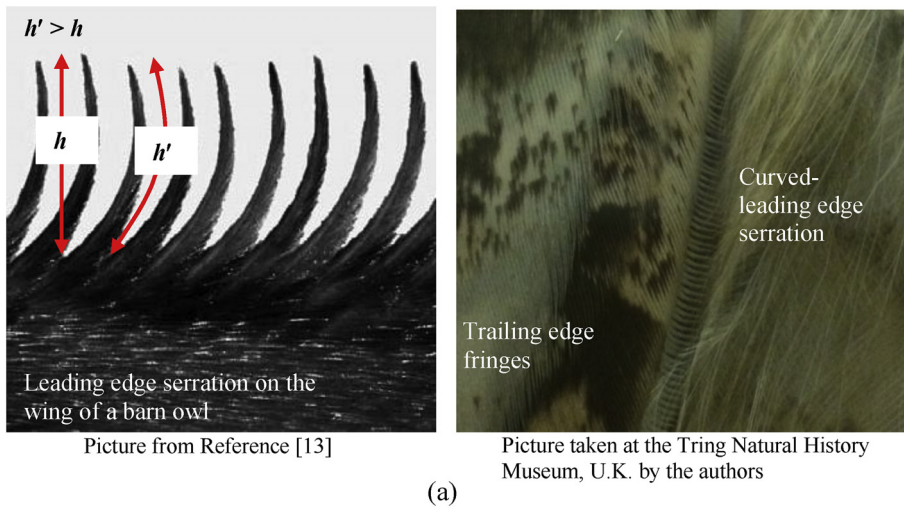 h' > h
h
h'
Leading edge serration on the
wing of a barn owl
Picture from Reference [13]
Curved-
leading edge
serration
Trailing edge
fringes
Picture taken at the Tring Natural History
Museum, U.K. by the authors
(a)